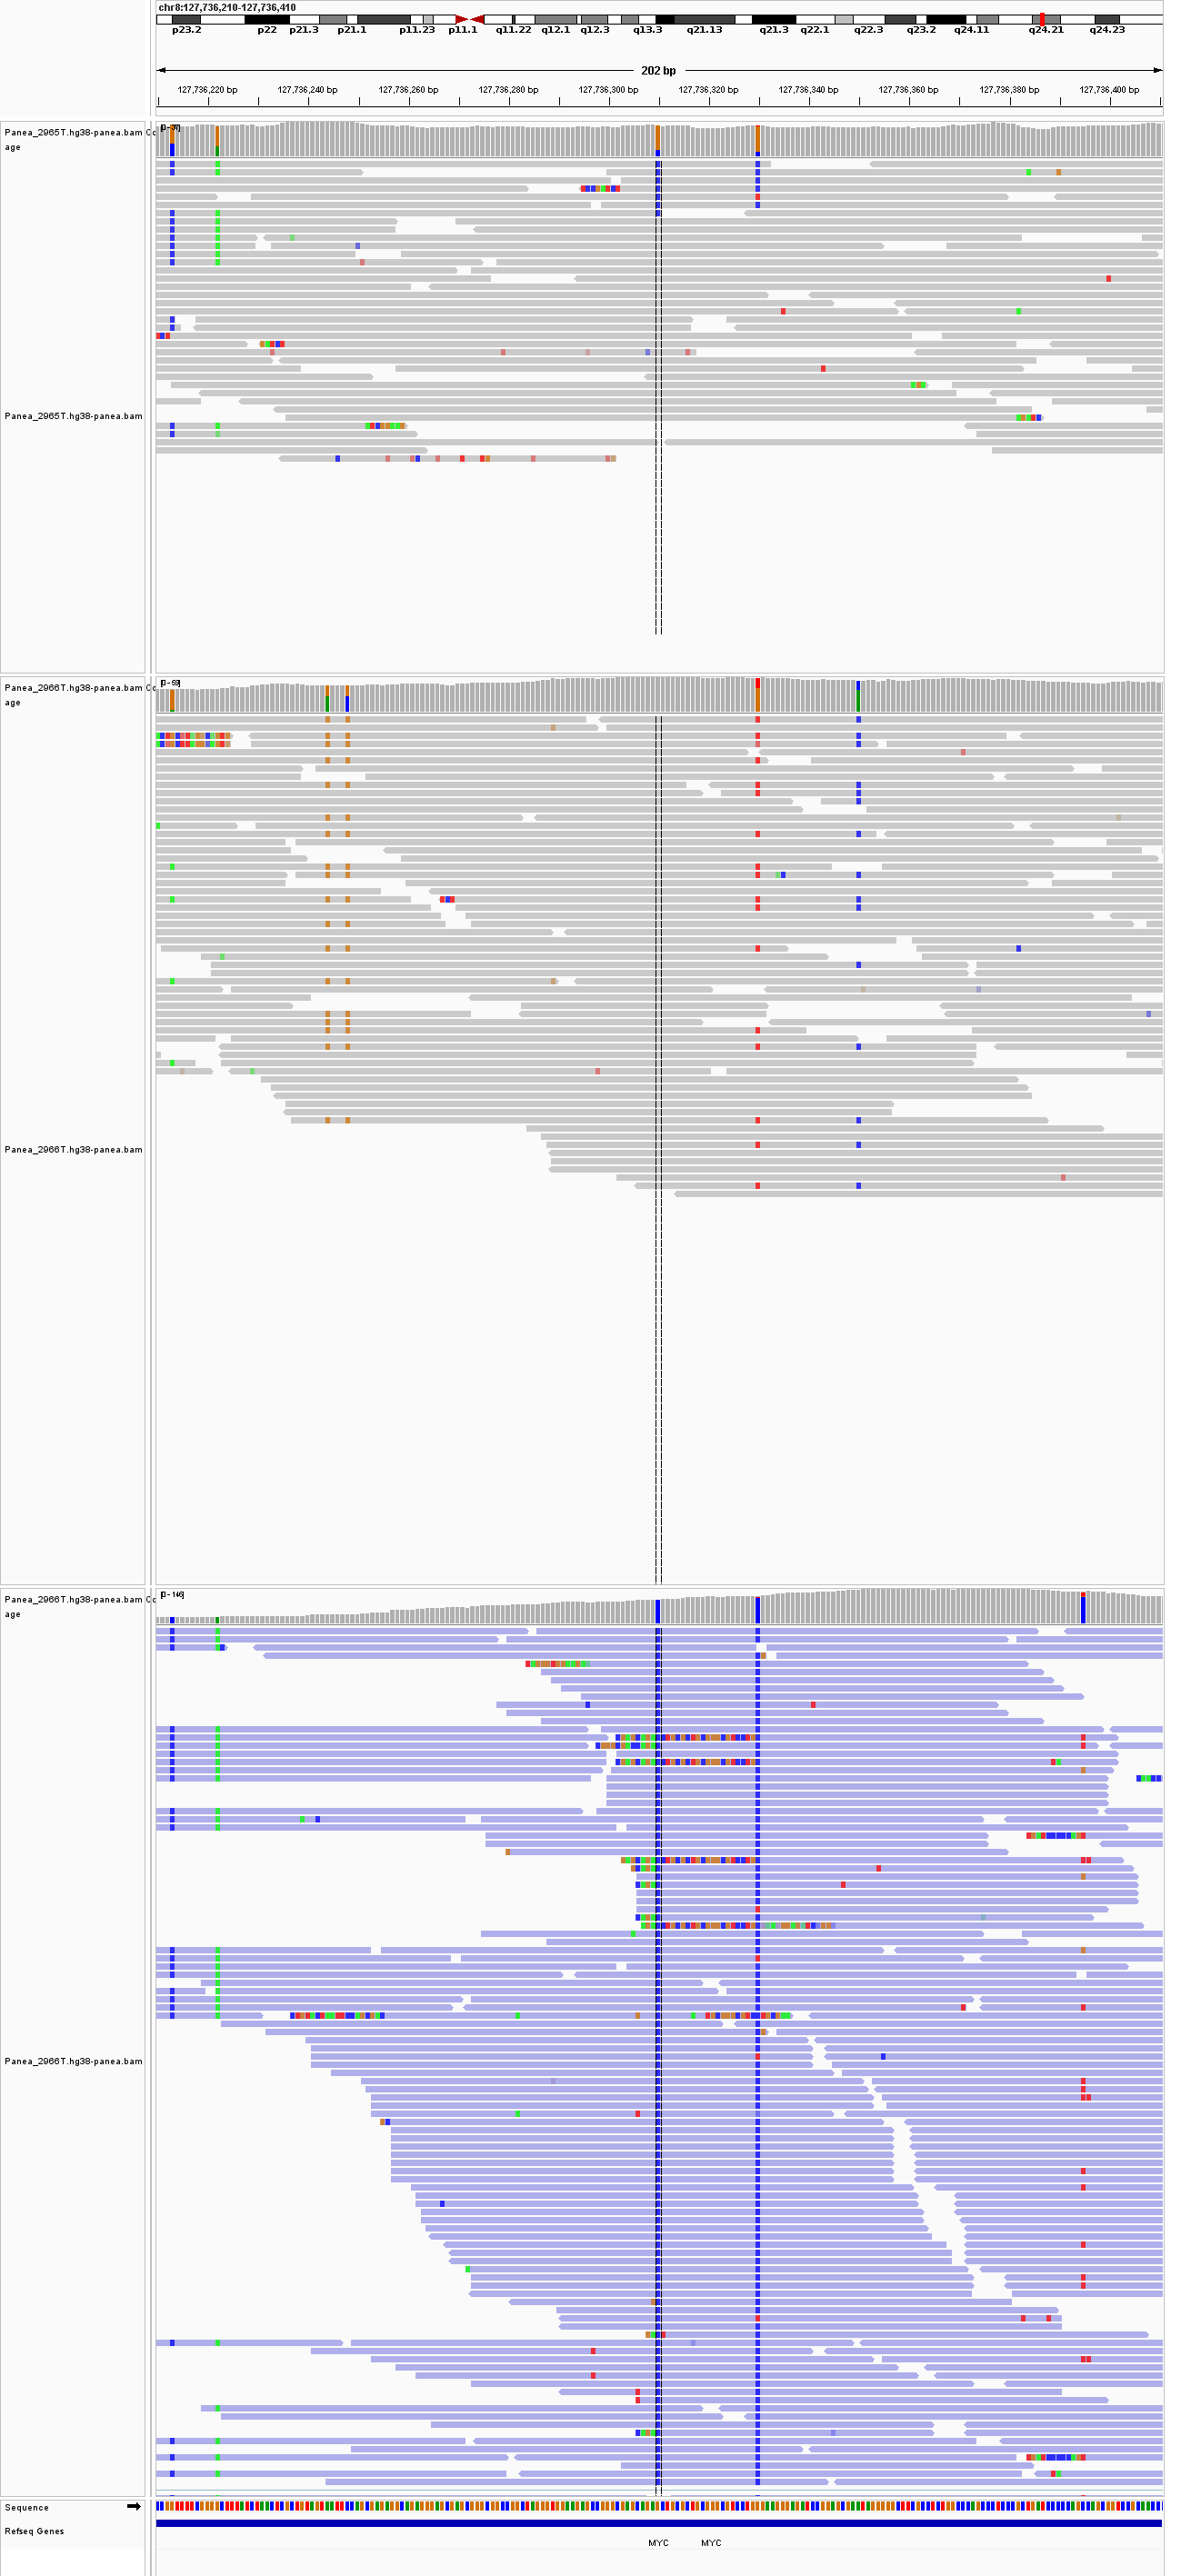 chr8:127,736,210-127,736,410
p23.2 p22 p21.3 p21.1 p11.23 p11.1 q11.22 q12.1 q12.3 q13.3 q21.13 q21.3 q22.1 q22.3 q23.2 q24.11 q24.21 q24.23
202 bp
127,736,220 bp 127,736,240 bp 127,736,260 bp 127,736,280 bp 127,736,300 bp 127,736,320 bp 127,736,340 bp 127,736,360 bp 127,736,380 bp 127,736,400 bp
Panea_2965T.hg38-panea.bam
age
Panea_2965T.hg38-panea.bam
Panea_2966T.hg38-panea.bam
age
Panea_2966T.hg38-panea.bam
Panea_2966T.hg38-panea.bam [0-146]
age
Panea_2966T.hg38-panea.bam
Sequence
Refseq Genes
MYC MYC